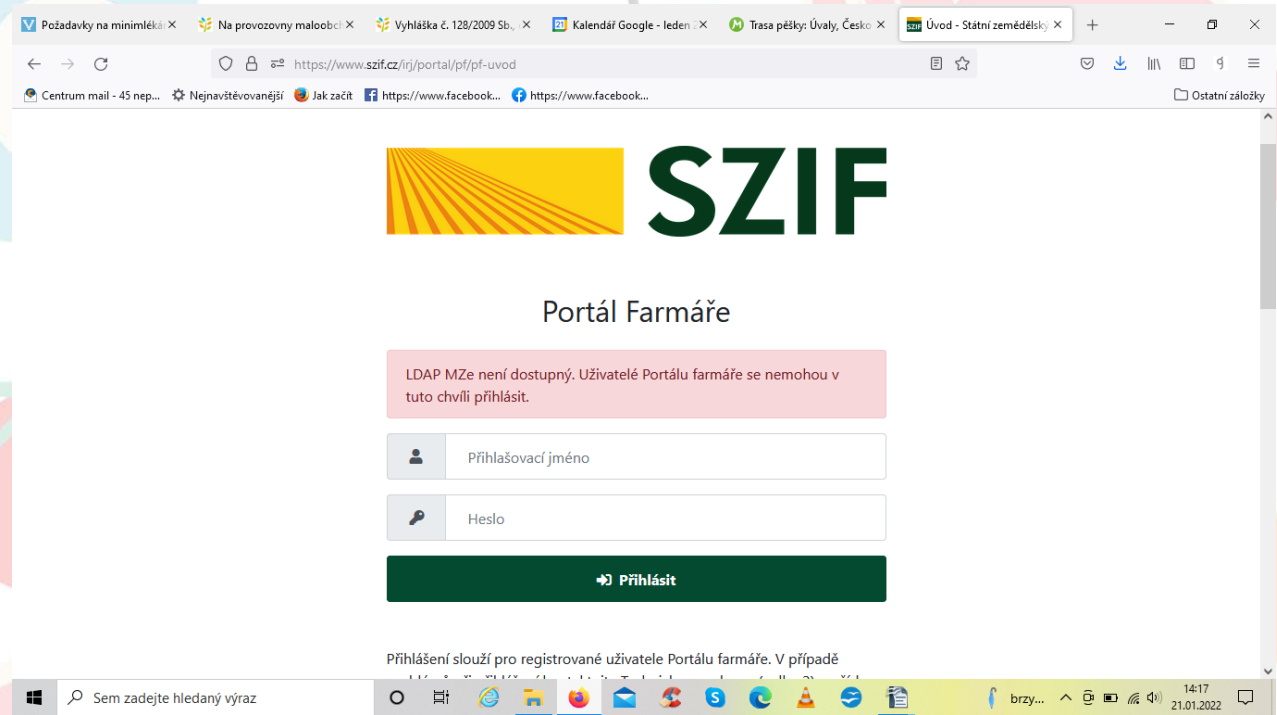 Požadavky na minimlékár
Na provozovny maloobch
Vyhláška č. 128/2009 Sb.,
Kalendář Google - leden 2
Trasa pěšky: Úvaly, Česko
SZIF Úvod - Státní zemědělský
https://www.szif.cz/irj/portal/pf/pf-uvod
Centrum mail - 45 nep...
Nejnavštěvovanější
Jak začít
https://www.facebook...
https://www.facebook...
Ostatní záložky
SZIF
Portál Farmáře
LDAP MZe není dostupný. Uživatelé Portálu farmáře se nemohou v
tuto chvíli přihlásit.
Přihlašovací jméno
Heslo
Přihlásit
Přihlášení slouží pro registrované uživatele Portálu farmáře. V případě
Sem zadejte hledaný výraz
brzy...
14:17
21.01.2022